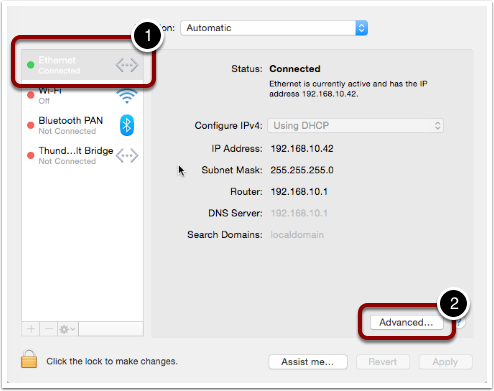 1
ion: Automatic
Ethernet
Connected
Wi-Fi
Off
Bluetooth PAN
Not Connected
Thund...lt Bridge
Not Connected
Status: Connected
Ethernet is currently active and has the IP
address 192.168.10.42.
Configure IPv4: Using DHCP
IP Address: 192.168.10.42
Subnet Mask: 255.255.255.0
Router: 192.168.10.1
DNS Server: 192.168.10.1
Search Domains: localdomain
2
Advanced... ?
Click the lock to make changes.
Assist me... Revert Apply